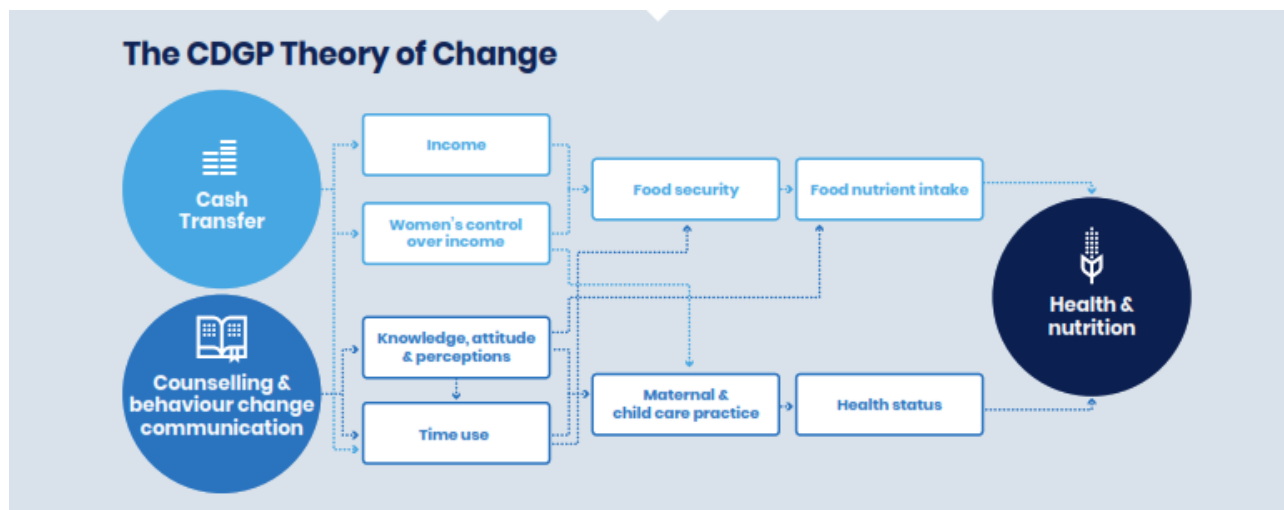 The CDGP Theory of Change
Cash
Transfer
Counselling &
behaviour change
communication
Income
Women's control
over income
Knowledge, attitude
& perceptions
Time use
Food security
Food nutrient intake
Maternal &
child care practice
Health status
Health &
nutrition